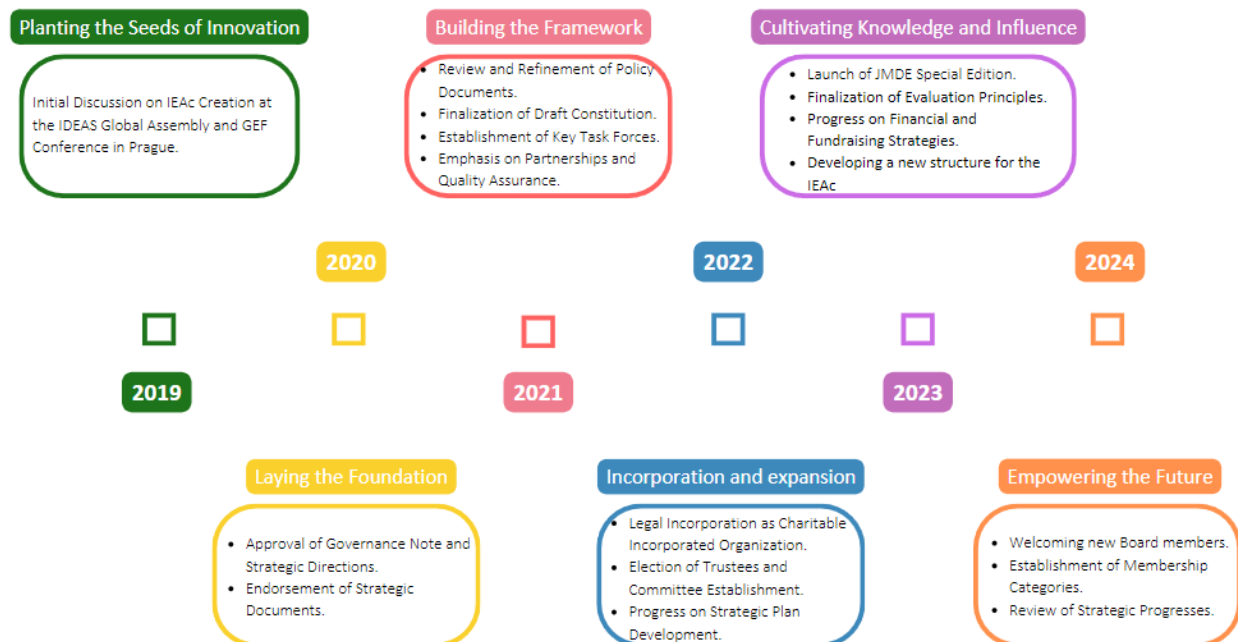 Planting the Seeds of Innovation
Initial Discussion on IEAc Creation at
the IDEAS Global Assembly and GEF
Conference in Prague.
Building the Framework
• Review and Refinement of Policy
Documents.
• Finalization of Draft Constitution.
• Establishment of Key Task Forces.
• Emphasis on Partnerships and
Quality Assurance.
Cultivating Knowledge and Influence
• Launch of JMDE Special Edition.
• Finalization of Evaluation Principles.
• Progress on Financial and
Fundraising Strategies.
• Developing a new structure for the
IEAc
2020
2022
2024
2019
2021
2023
Laying the Foundation
• Approval of Governance Note and
Strategic Directions.
• Endorsement of Strategic
Documents.
Incorporation and expansion
• Legal Incorporation as Charitable
Incorporated Organization.
• Election of Trustees and
Committee Establishment.
• Progress on Strategic Plan
Development.
Empowering the Future
• Welcoming new Board members.
• Establishment of Membership
Categories.
• Review of Strategic Progresses.